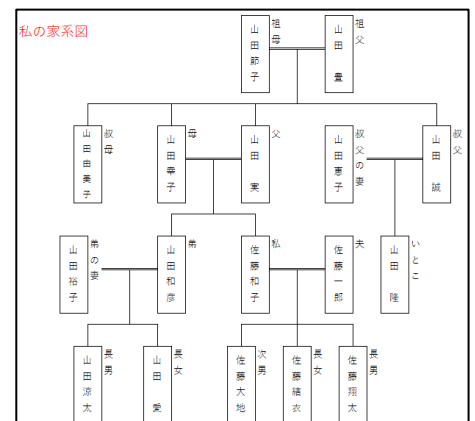 私の家系図
祖父
山田 豊
祖母
山田節子
叔父
山田 誠
叔父の妻
山田恵子
父
山田 実
母
山田幸子
叔母
山田由美子
いとこ
山田 隆
夫
佐藤一郎
私
佐藤和子
弟
山田和彦
弟の妻
山田裕子
長男
佐藤翔太
長女
佐藤結衣
次男
佐藤大地
長女
山田 愛
長男
山田涼太